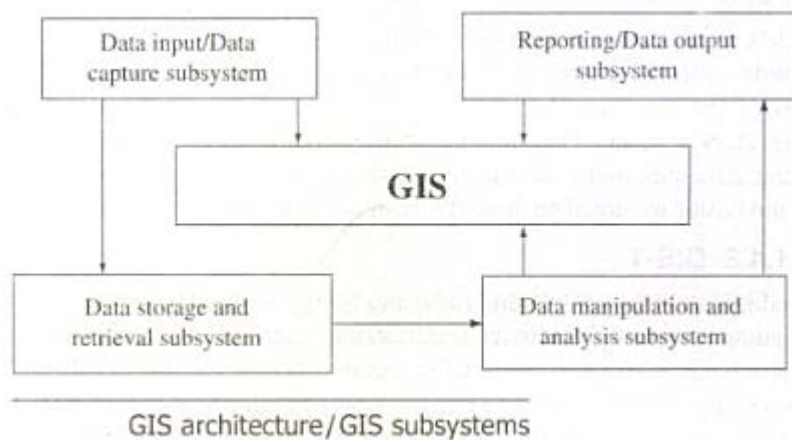 Data input/Data
capture subsystem
Reporting/Data output
subsystem
GIS
Data storage and
retrieval subsystem
Data manipulation and
analysis subsystem
GIS architecture/GIS subsystems